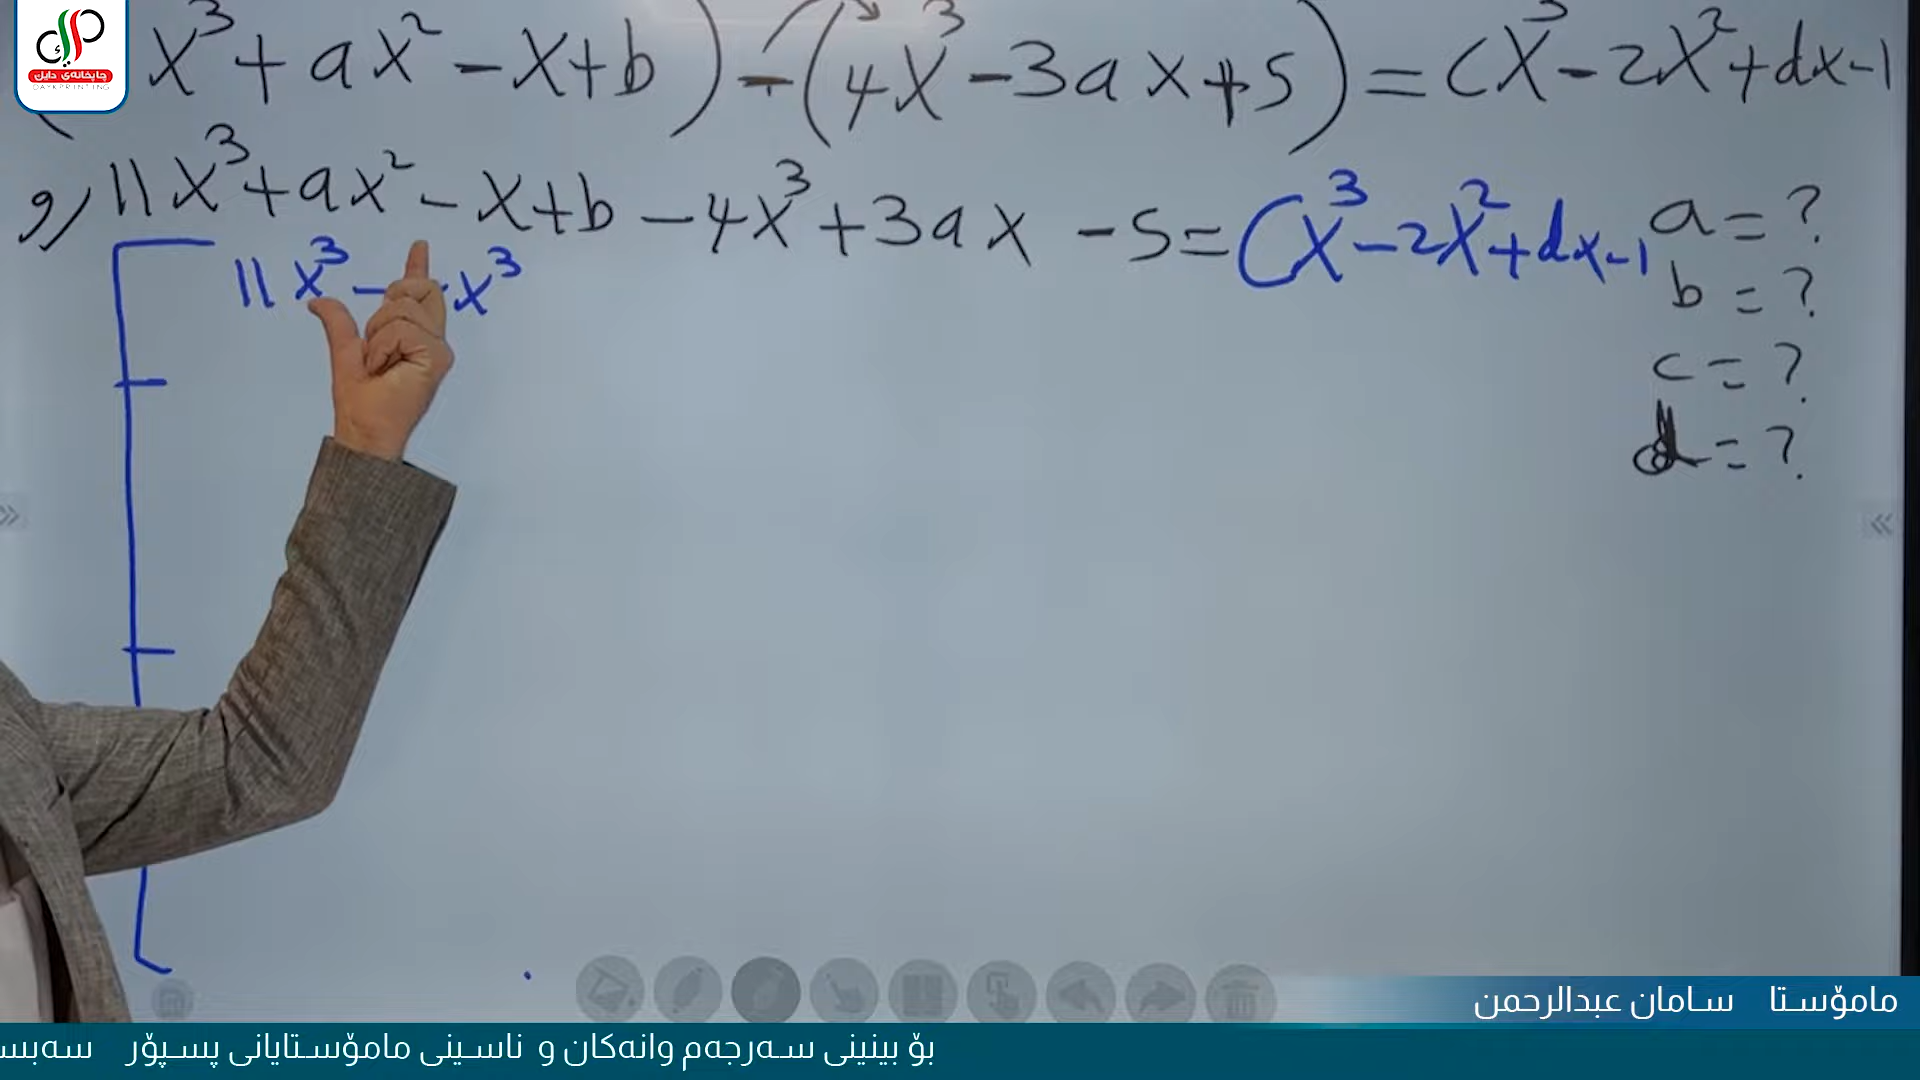 چاپخانەی دایک
DAYKPRINTING
(x³ + ax² - x + b) - (4x³ - 3ax + 5) = cx³ - 2x² + dx - 1
و/ 11x³ + ax² - x + b - 4x³ + 3ax - 5 = cx³ - 2x² + dx - 1
a = ?
11x³ - x³
b = ?
c = ?
d = ?
مامۆستا سامان عبدالرحمن
بۆ بینینی سەرجەم وانەکان و ناسینی مامۆستایانی پسپۆر